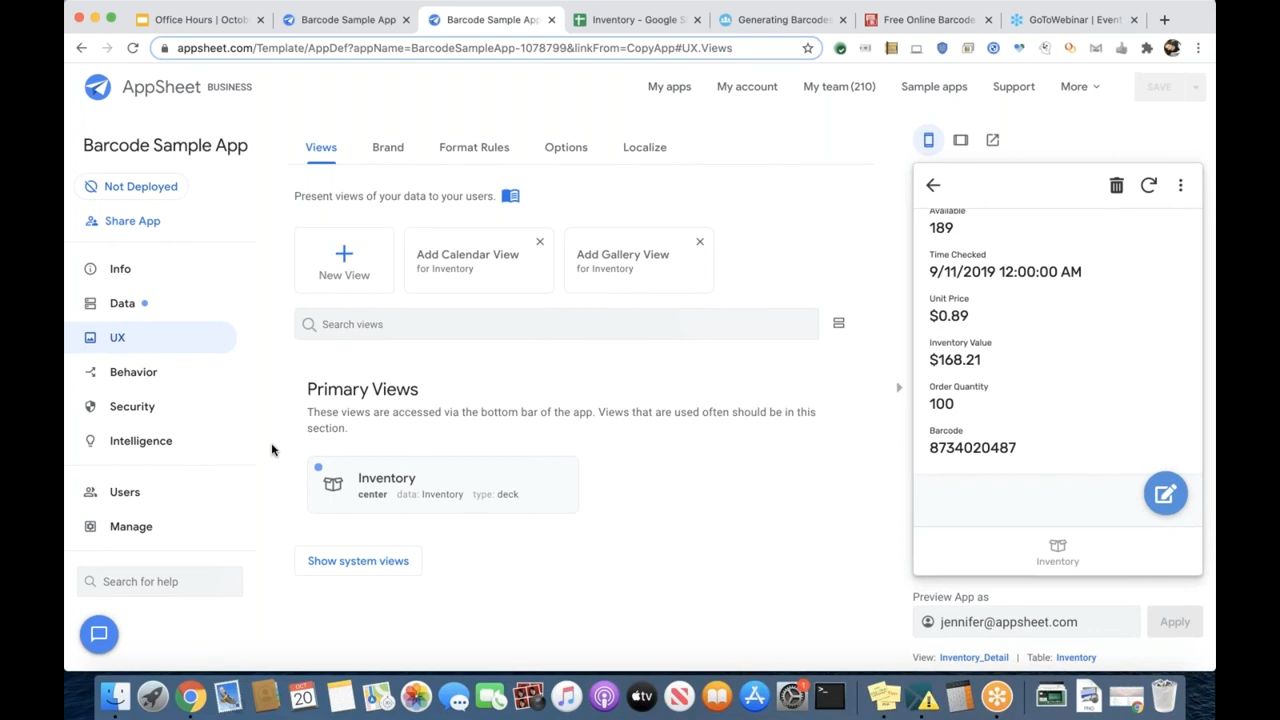 Office Hours | Octob
Barcode Sample App
Barcode Sample App
Inventory - Google S
Generating Barcodes
Free Online Barcode
GoToWebinar | Event
appsheet.com/Template/AppDef?appName=BarcodeSampleApp-1078799&linkFrom=CopyApp#UX.Views
AppSheet BUSINESS
My apps
My account
My team (210)
Sample apps
Support
More
SAVE
Barcode Sample App
Not Deployed
Share App
Info
Data
UX
Behavior
Security
Intelligence
Users
Manage
Search for help
Views
Brand
Format Rules
Options
Localize
Present views of your data to your users.
New View
Add Calendar View
for Inventory
Add Gallery View
for Inventory
Search views
Primary Views
These views are accessed via the bottom bar of the app. Views that are used often should be in this
section.
Inventory
center data: Inventory type: deck
Show system views
Available
189
Time Checked
9/11/2019 12:00:00 AM
Unit Price
$0.89
Inventory Value
$168.21
Order Quantity
100
Barcode
8734020487
Inventory
Preview App as
jennifer@appsheet.com
Apply
View: Inventory_Detail | Table: Inventory
OCT
20
tv